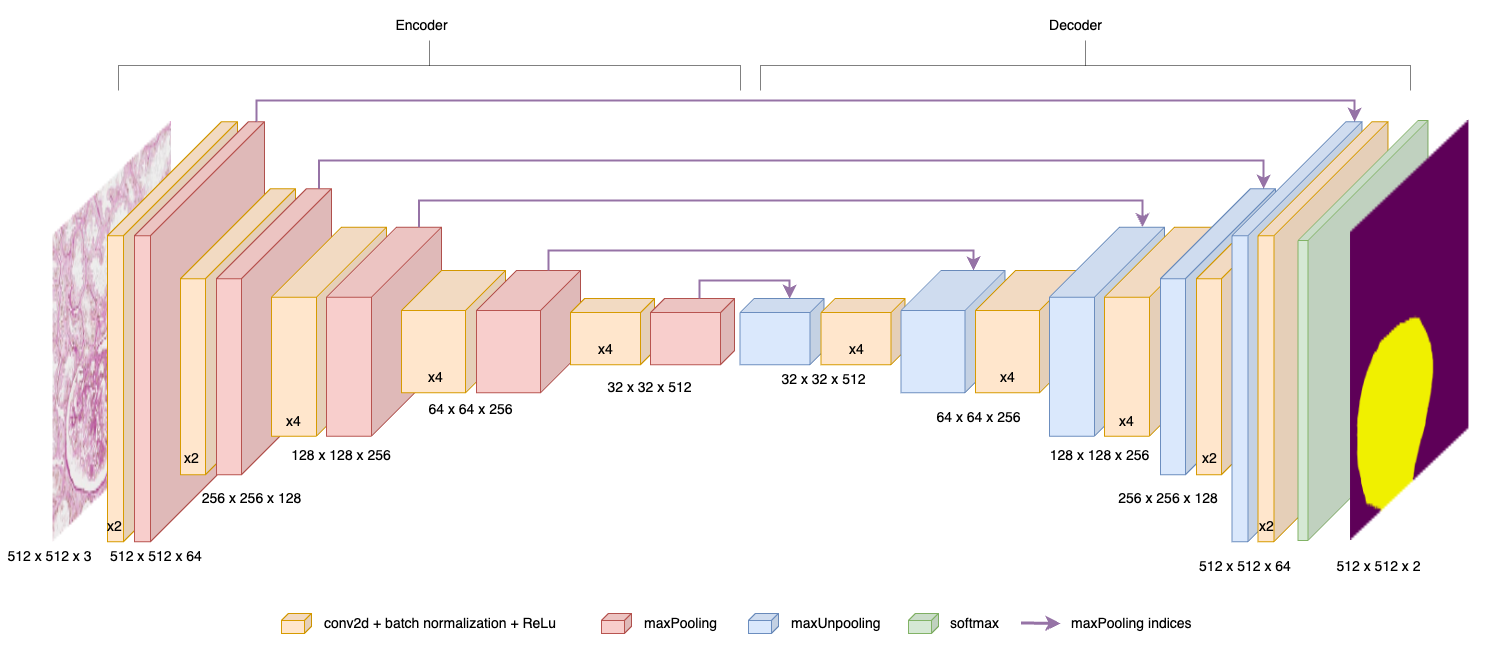 Encoder
Decoder
x2
x2
x4
x4
x4
x4
x4
x4
x2
x2
512 x 512 x 3
512 x 512 x 64
256 x 256 x 128
128 x 128 x 256
64 x 64 x 256
32 x 32 x 512
32 x 32 x 512
64 x 64 x 256
128 x 128 x 256
256 x 256 x 128
512 x 512 x 64
512 x 512 x 2
conv2d + batch normalization + ReLu
maxPooling
maxUnpooling
softmax
maxPooling indices